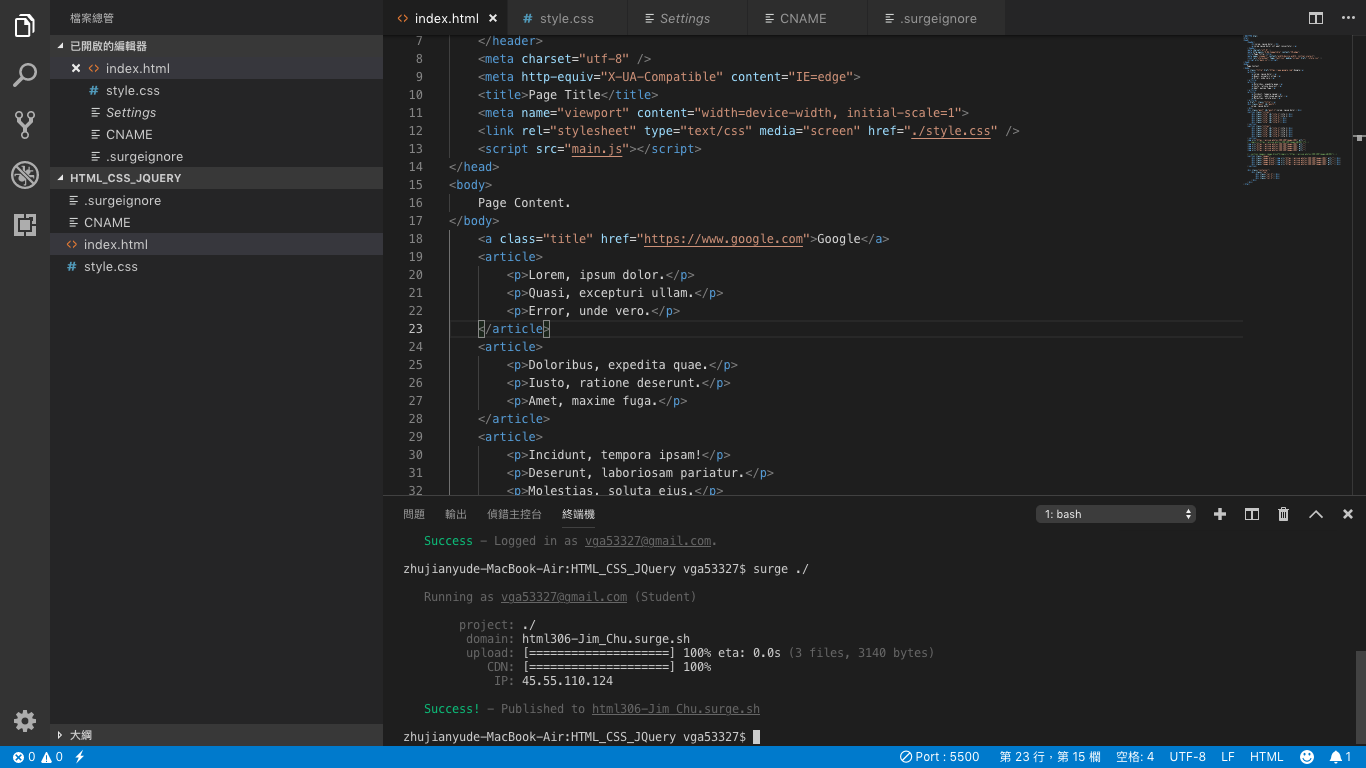 檔案總管
已開啟的編輯器
index.html
style.css
Settings
CNAME
.surgeignore
HTML_CSS_JQUERY
.surgeignore
CNAME
index.html
style.css
大綱
index.html style.css Settings CNAME .surgeignore
7 </header>
8 <meta charset="utf-8" />
9 <meta http-equiv="X-UA-Compatible" content="IE=edge">
10 <title>Page Title</title>
11 <meta name="viewport" content="width=device-width, initial-scale=1">
12 <link rel="stylesheet" type="text/css" media="screen" href="./style.css" />
13 <script src="main.js"></script>
14 </head>
15 <body>
16 Page Content.
17 </body>
18 <a class="title" href="https://www.google.com">Google</a>
19 <article>
20 <p>Lorem, ipsum dolor.</p>
21 <p>Quasi, excepturi ullam.</p>
22 <p>Error, unde vero.</p>
23 </article>
24 <article>
25 <p>Doloribus, expedita quae.</p>
26 <p>Iusto, ratione deserunt.</p>
27 <p>Amet, maxime fuga.</p>
28 </article>
29 <article>
30 <p>Incidunt, tempora ipsam!</p>
31 <p>Deserunt, laboriosam pariatur.</p>
32 <p>Molestias, soluta eius.</p>
問題 輸出 偵錯主控台 終端機 1: bash
Success - Logged in as vga53327@gmail.com.
zhujianyude-MacBook-Air:HTML_CSS_JQuery vga53327$ surge ./
Running as vga53327@gmail.com (Student)
project: ./
domain: html306-Jim_Chu.surge.sh
upload: [====================] 100% eta: 0.0s (3 files, 3140 bytes)
CDN: [====================] 100%
IP: 45.55.110.124
Success! - Published to html306-Jim_Chu.surge.sh
zhujianyude-MacBook-Air:HTML_CSS_JQuery vga53327$
0 0 Port : 5500 第 23 行，第 15 欄 空格: 4 UTF-8 LF HTML 1